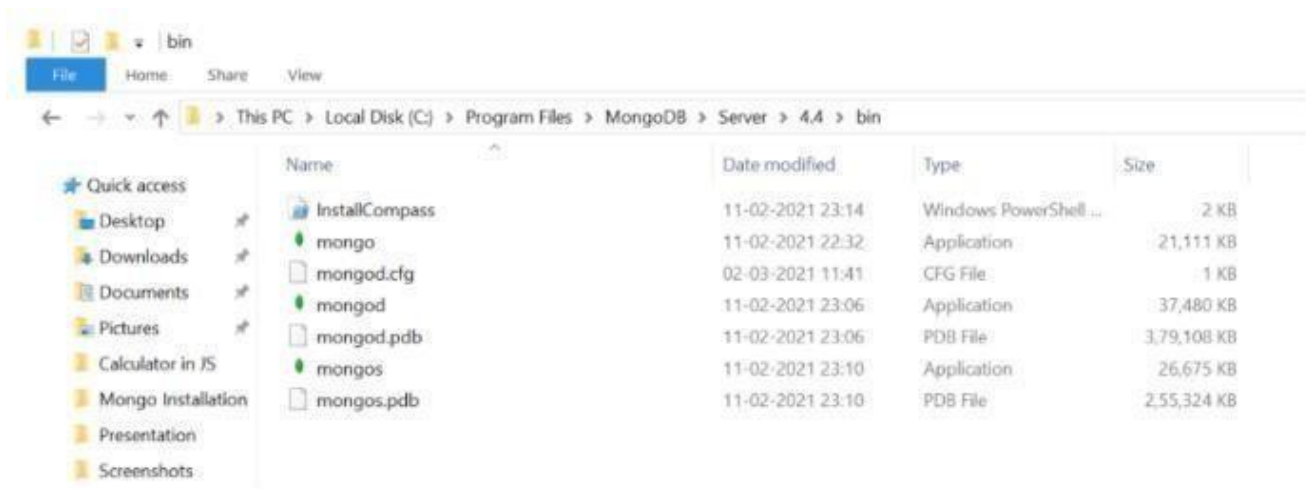 bin
File Home Share View
This PC > Local Disk (C:) > Program Files > MongoDB > Server > 4.4 > bin
Name Date modified Type Size
Quick access
Desktop
Downloads
Documents
Pictures
Calculator in JS
Mongo Installation
Presentation
Screenshots
InstallCompass 11-02-2021 23:14 Windows PowerShell ... 2 KB
mongo 11-02-2021 22:32 Application 21,111 KB
mongod.cfg 02-03-2021 11:41 CFG File 1 KB
mongod 11-02-2021 23:06 Application 37,480 KB
mongod.pdb 11-02-2021 23:06 PDB File 3,79,108 KB
mongos 11-02-2021 23:10 Application 26,675 KB
mongos.pdb 11-02-2021 23:10 PDB File 2,55,324 KB